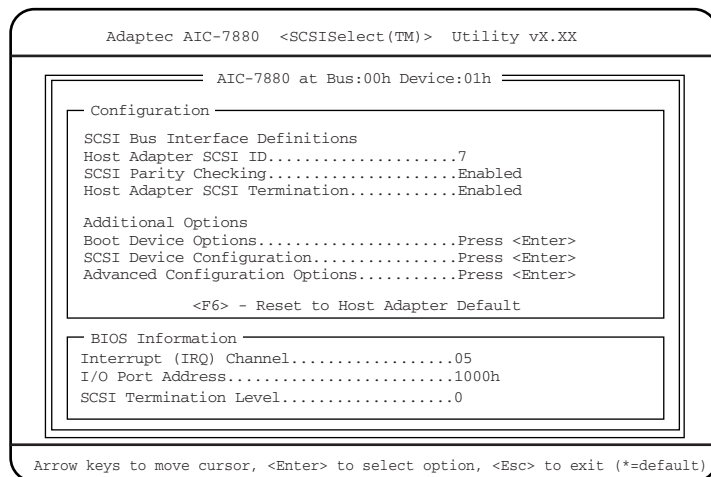 Adaptec AIC-7880 <SCSISelect(TM)> Utility vX.XX
AIC-7880 at Bus:00h Device:01h
Configuration
SCSI Bus Interface Definitions
Host Adapter SCSI ID.....................7
SCSI Parity Checking.....................Enabled
Host Adapter SCSI Termination............Enabled
Additional Options
Boot Device Options......................Press <Enter>
SCSI Device Configuration................Press <Enter>
Advanced Configuration Options...........Press <Enter>
<F6> - Reset to Host Adapter Default
BIOS Information
Interrupt (IRQ) Channel..................05
I/O Port Address.........................1000h
SCSI Termination Level...................0
Arrow keys to move cursor, <Enter> to select option, <Esc> to exit (*=default)